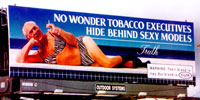 NO WONDER TOBACCO EXECUTIVES
HIDE BEHIND SEXY MODELS
Truth
OUTDOOR SYSTEMS